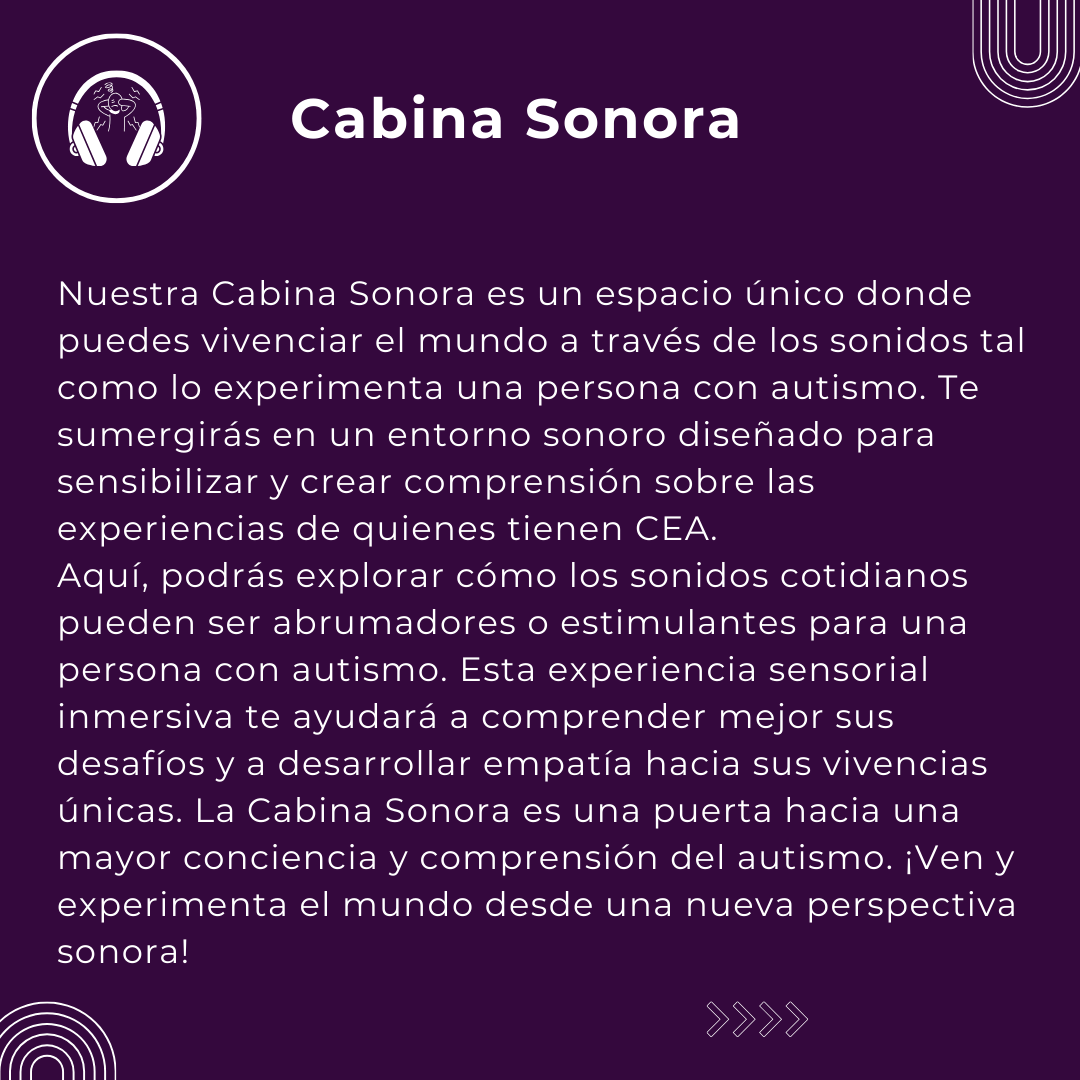 Cabina Sonora
Nuestra Cabina Sonora es un espacio único donde
puedes vivenciar el mundo a través de los sonidos tal
como lo experimenta una persona con autismo. Te
sumergirás en un entorno sonoro diseñado para
sensibilizar y crear comprensión sobre las
experiencias de quienes tienen CEA.
Aquí, podrás explorar cómo los sonidos cotidianos
pueden ser abrumadores o estimulantes para una
persona con autismo. Esta experiencia sensorial
inmersiva te ayudará a comprender mejor sus
desafíos y a desarrollar empatía hacia sus vivencias
únicas. La Cabina Sonora es una puerta hacia una
mayor conciencia y comprensión del autismo. ¡Ven y
experimenta el mundo desde una nueva perspectiva
sonora!